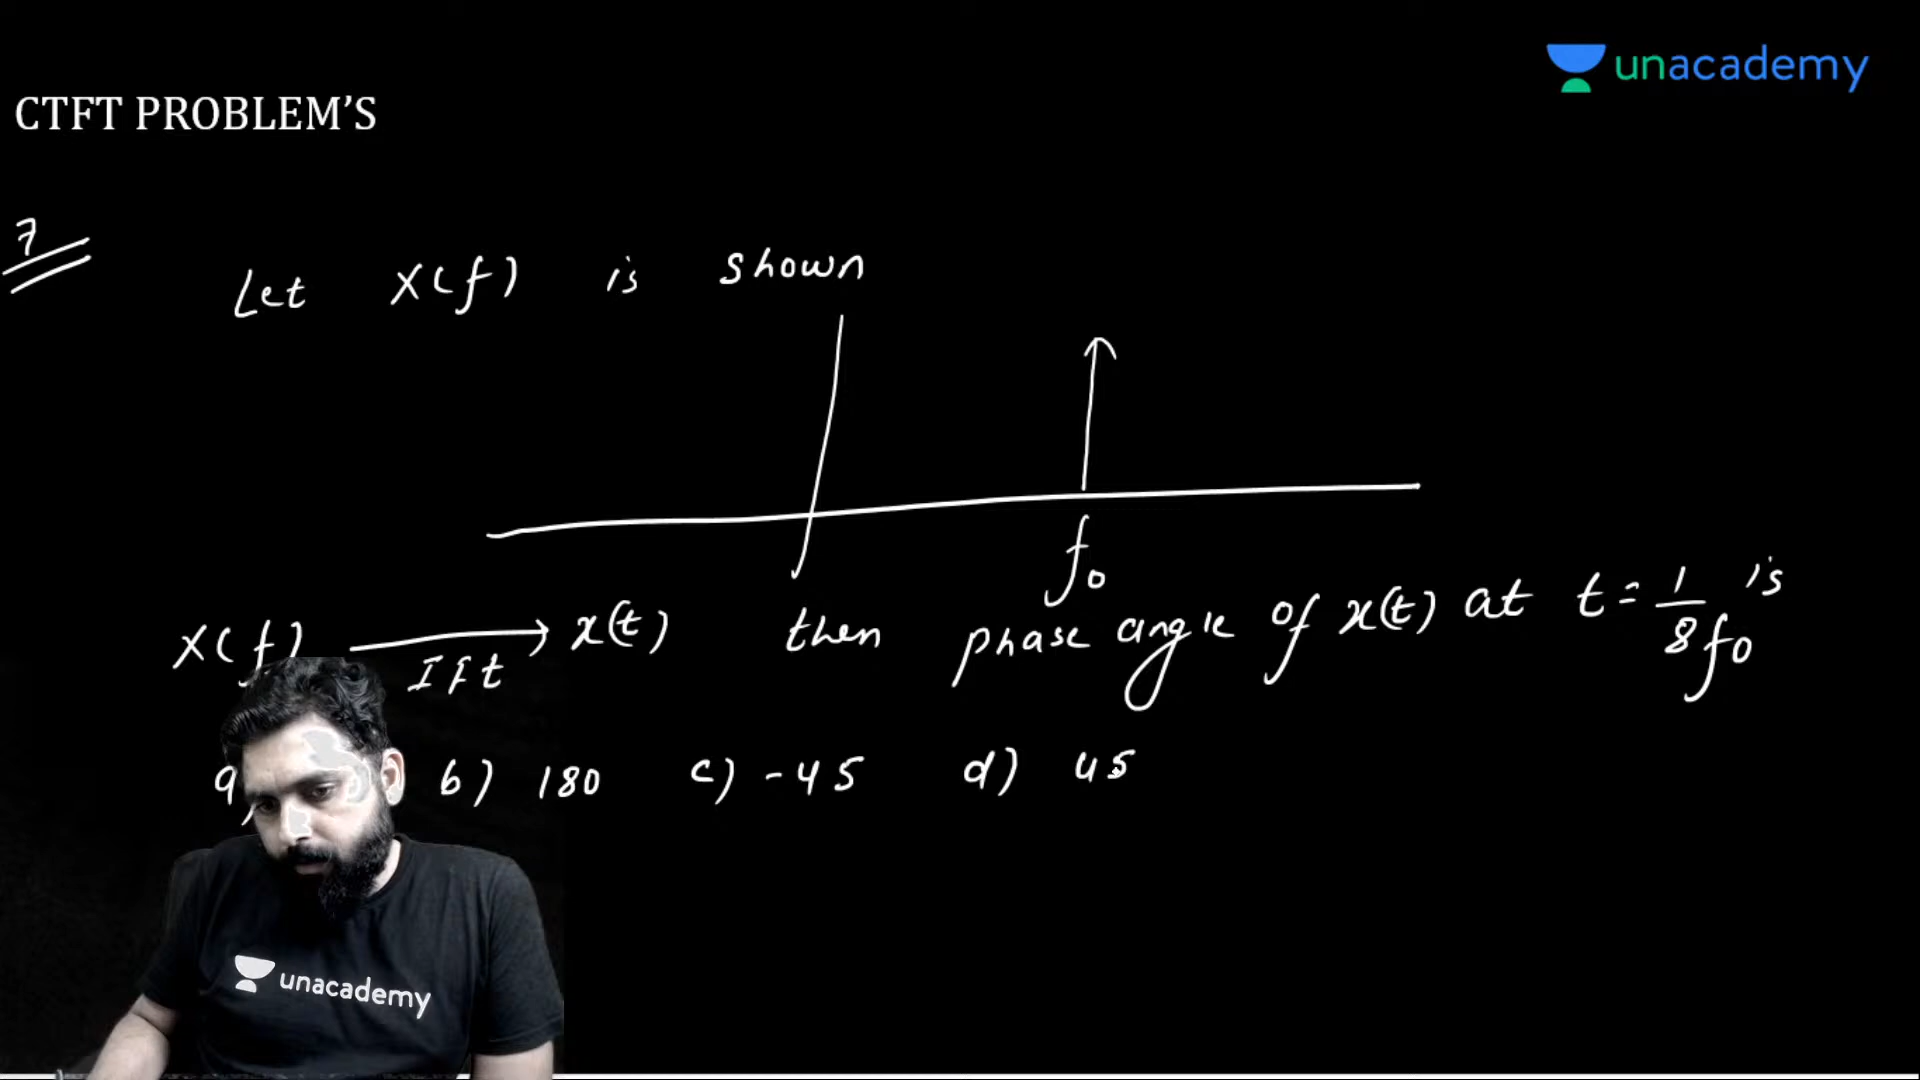 unacademy
CTFT PROBLEM'S
7
Let X(f) is shown
f0
X(f) IFt x(t) then phase angle of x(t) at t = 1/8f0 is
a) b) 180 c) -45 d) 45
unacademy